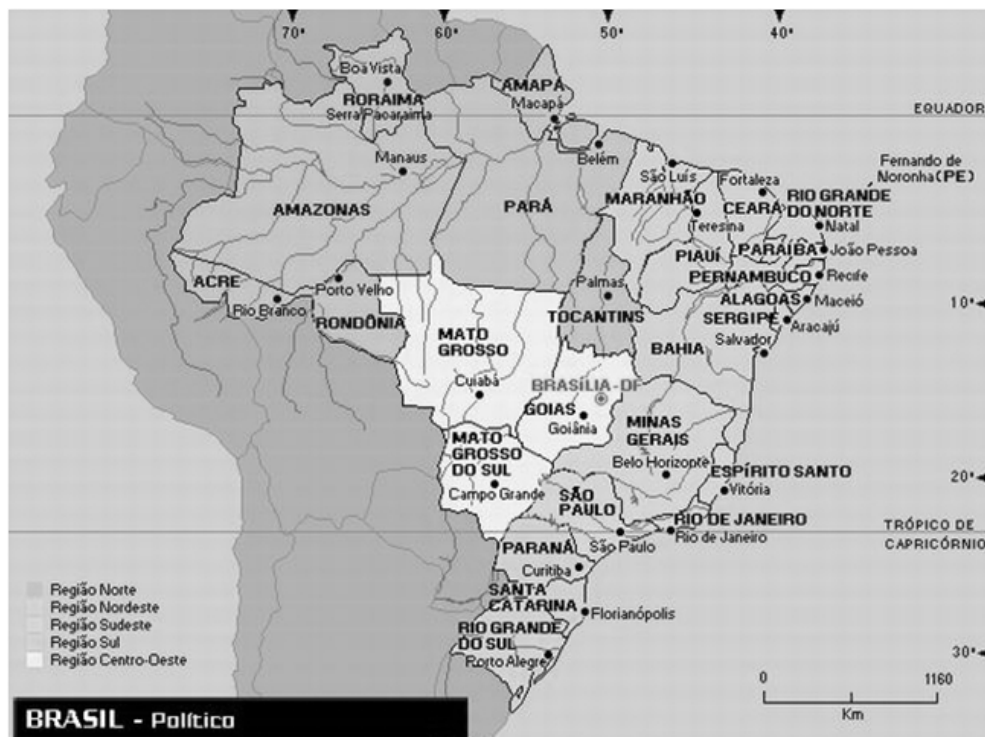 70°
60°
50°
40°
Boa Vista
RORAIMA
Serra Pacaraima
AMAPÁ
Macapá
EQUADOR
Manaus
Belém
São Luís
Fortaleza
Fernando de
Noronha(PE)
AMAZONAS
PARÁ
MARANHÃO
Teresina
CEARÁ
RIO GRANDE
DO NORTE
Natal
PIAUÍ
PARAÍBA
João Pessoa
ACRE
Porto Velho
Palmas
PERNAMBUCO
Recife
Rio Branco
RONDÔNIA
TOCANTINS
ALAGOAS
Maceió
10°
SERGIPE
Aracajú
MATO
GROSSO
BAHIA
Salvador
Cuiabá
BRASÍLIA-DF
GOIAS
Goiânia
MINAS
GERAIS
MATO
GROSSO
DO SUL
Campo Grande
Belo Horizonte
ESPÍRITO SANTO
Vitória
20°
SÃO
PAULO
RIO DE JANEIRO
Rio de Janeiro
São Paulo
TRÓPICO DE
CAPRICÓRNIO
PARANÁ
Curitiba
SANTA
CATARINA
Florianópolis
RIO GRANDE
DO SUL
Porto Alegre
30°
Região Norte
Região Nordeste
Região Sudeste
Região Sul
Região Centro-Oeste
0
1160
Km
BRASIL - Político